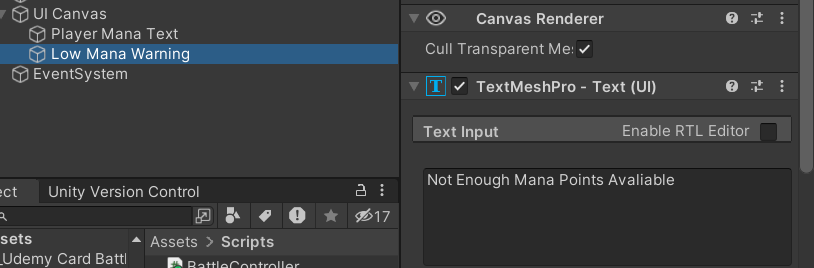 UI Canvas
Player Mana Text
Low Mana Warning
EventSystem
Canvas Renderer
Cull Transparent Mes
T TextMeshPro - Text (UI)
Text Input Enable RTL Editor
Not Enough Mana Points Avaliable
ect Unity Version Control
17
ssets
_Udemy Card Battl
Assets > Scripts
BattleController